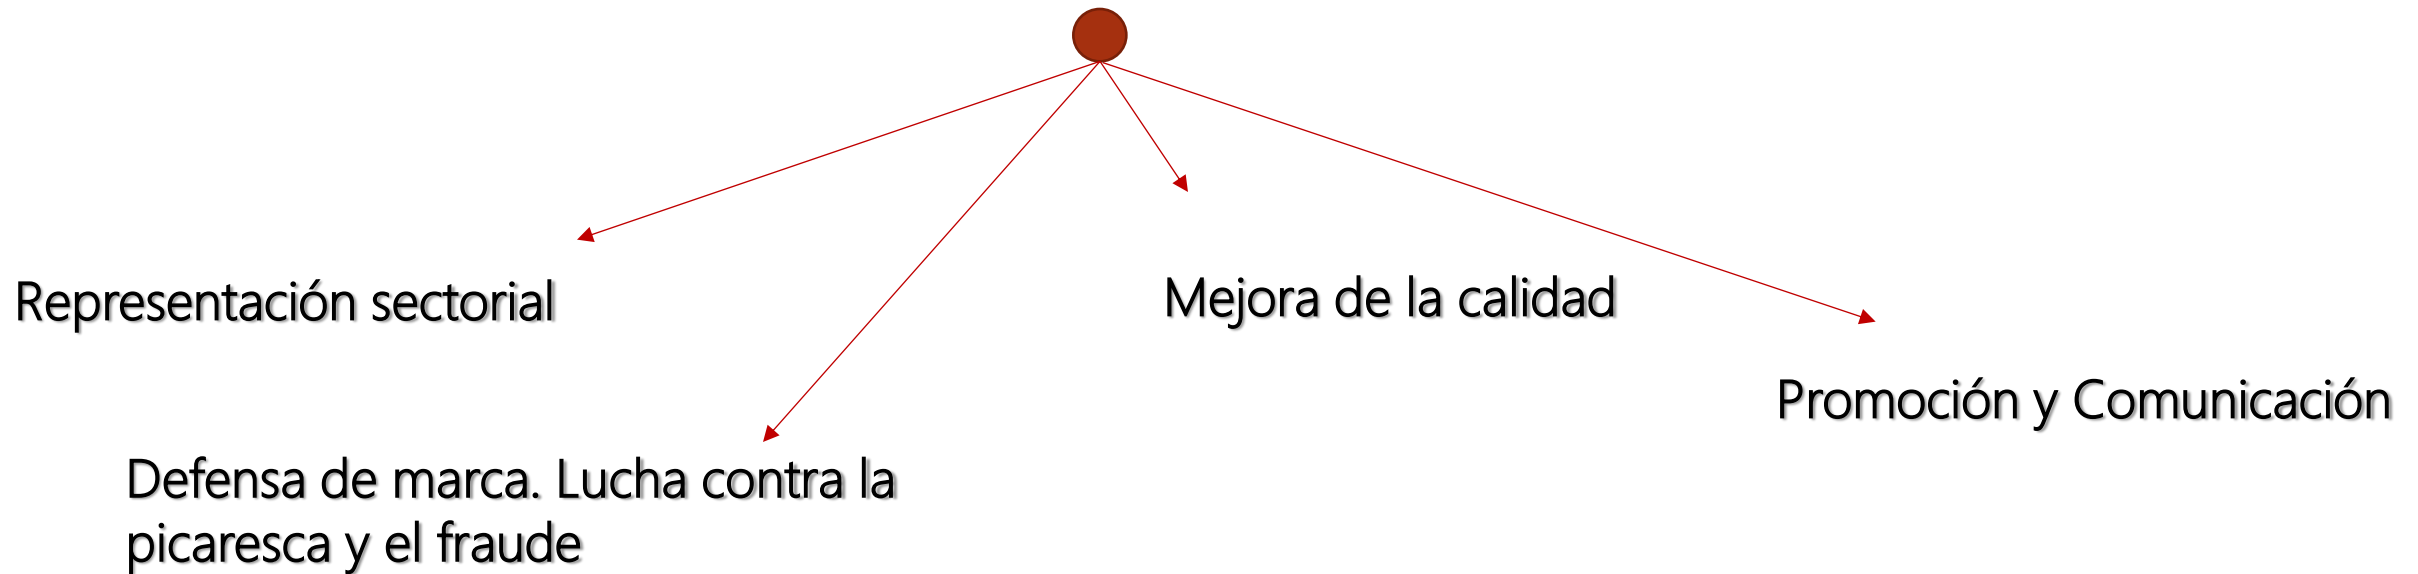 Representación sectorial
Mejora de la calidad
Promoción y Comunicación
Defensa de marca. Lucha contra la
picaresca y el fraude